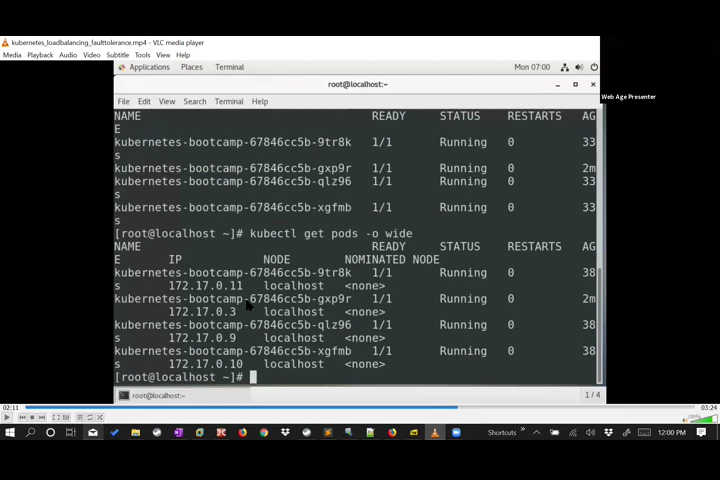 kubernetes_loadbalancing_faulttolerance.mp4 - VLC media player
Media Playback Audio Video Subtitle Tools View Help
Applications Places Terminal Mon 07:00
root@localhost:~
Web Age Presenter
File Edit View Search Terminal Help
NAME READY STATUS RESTARTS AG
E
kubernetes-bootcamp-67846cc5b-9tr8k 1/1 Running 0 33
s
kubernetes-bootcamp-67846cc5b-gxp9r 1/1 Running 0 2m
kubernetes-bootcamp-67846cc5b-qlz96 1/1 Running 0 33
s
kubernetes-bootcamp-67846cc5b-xgfmb 1/1 Running 0 33
s
[root@localhost ~]# kubectl get pods -o wide
NAME READY STATUS RESTARTS AG
E IP NODE NOMINATED NODE
kubernetes-bootcamp-67846cc5b-9tr8k 1/1 Running 0 38
s 172.17.0.11 localhost <none>
kubernetes-bootcamp-67846cc5b-gxp9r 1/1 Running 0 2m
172.17.0.3 localhost <none>
kubernetes-bootcamp-67846cc5b-qlz96 1/1 Running 0 38
s 172.17.0.9 localhost <none>
kubernetes-bootcamp-67846cc5b-xgfmb 1/1 Running 0 38
s 172.17.0.10 localhost <none>
[root@localhost ~]#
root@localhost:~ 1 / 4
02:11 03:24
100%
Shortcuts 12:00 PM